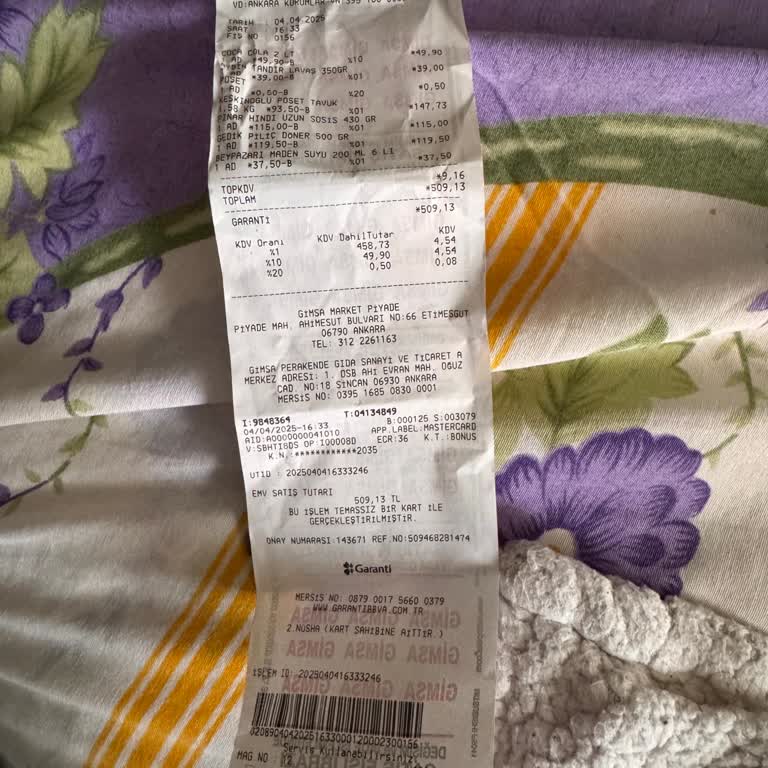 VD:ANKARA KURUMLAR
TARİH : 04.04.2025
SAAT : 16:33
FİŞ NO : 0156
COCA COLA 2 LT
1 AD *49,90-B %10 *49,90
TANDIR LAVAŞ 350GR
1 AD *39,00-B %01 *39,00
POŞET
1 AD *0,50-B %20 *0,50
KESKİNOĞLU POŞET TAVUK
1,58 KG *93,50-B %01 *147,73
PINAR HİNDİ UZUN SOSİS 430 GR
1 AD *115,00-B %01 *115,00
GEDİK PİLİÇ DÖNER 500 GR
1 AD *119,50-B %01 *119,50
BEYPAZARI MADEN SUYU 200 ML 6 LI
1 AD *37,50-B %01 *37,50
TOPKDV *9,16
TOPLAM *509,13
GARANTİ *509,13
KDV Oranı KDV DahilTutar KDV
%1 458,73 4,54
%10 49,90 4,54
%20 0,50 0,08
GİMSA MARKET PİYADE
PİYADE MAH. AHİMESUT BULVARI NO:66 ETİMESGUT
06790 ANKARA
TEL: 312 2261163
GİMSA PERAKENDE GIDA SANAYİ VE TİCARET A
MERKEZ ADRESİ: 1. OSB AHİ EVRAN MAH. OĞUZ
CAD. NO:18 SİNCAN 06930 ANKARA
MERSİS NO: 0395 1685 0830 0001
I:9848364 T:04134849
04/04/2025-16:33 B:000125 S:003079
AID:A0000000041010 APP.LABEL:MASTERCARD
V:SBHTI8DS OP:IQ0008D ECR:36 K.T.:BONUS
K.N.:************2035
UTID : 2025040416333246
EMV SATIŞ TUTARI
509,13 TL
BU İŞLEM TEMASSIZ BİR KART İLE
GERÇEKLEŞTİRİLMİŞTİR.
ONAY NUMARASI:143671 REF.NO:509468281474
Garanti
MERSİS NO: 0879 0017 5660 0379
WWW.GARANTİBBVA.COM.TR
2.NÜSHA (KART SAHİBİNE AİTTİR.)
İŞLEM ID: 2025040416333246
MAG NO